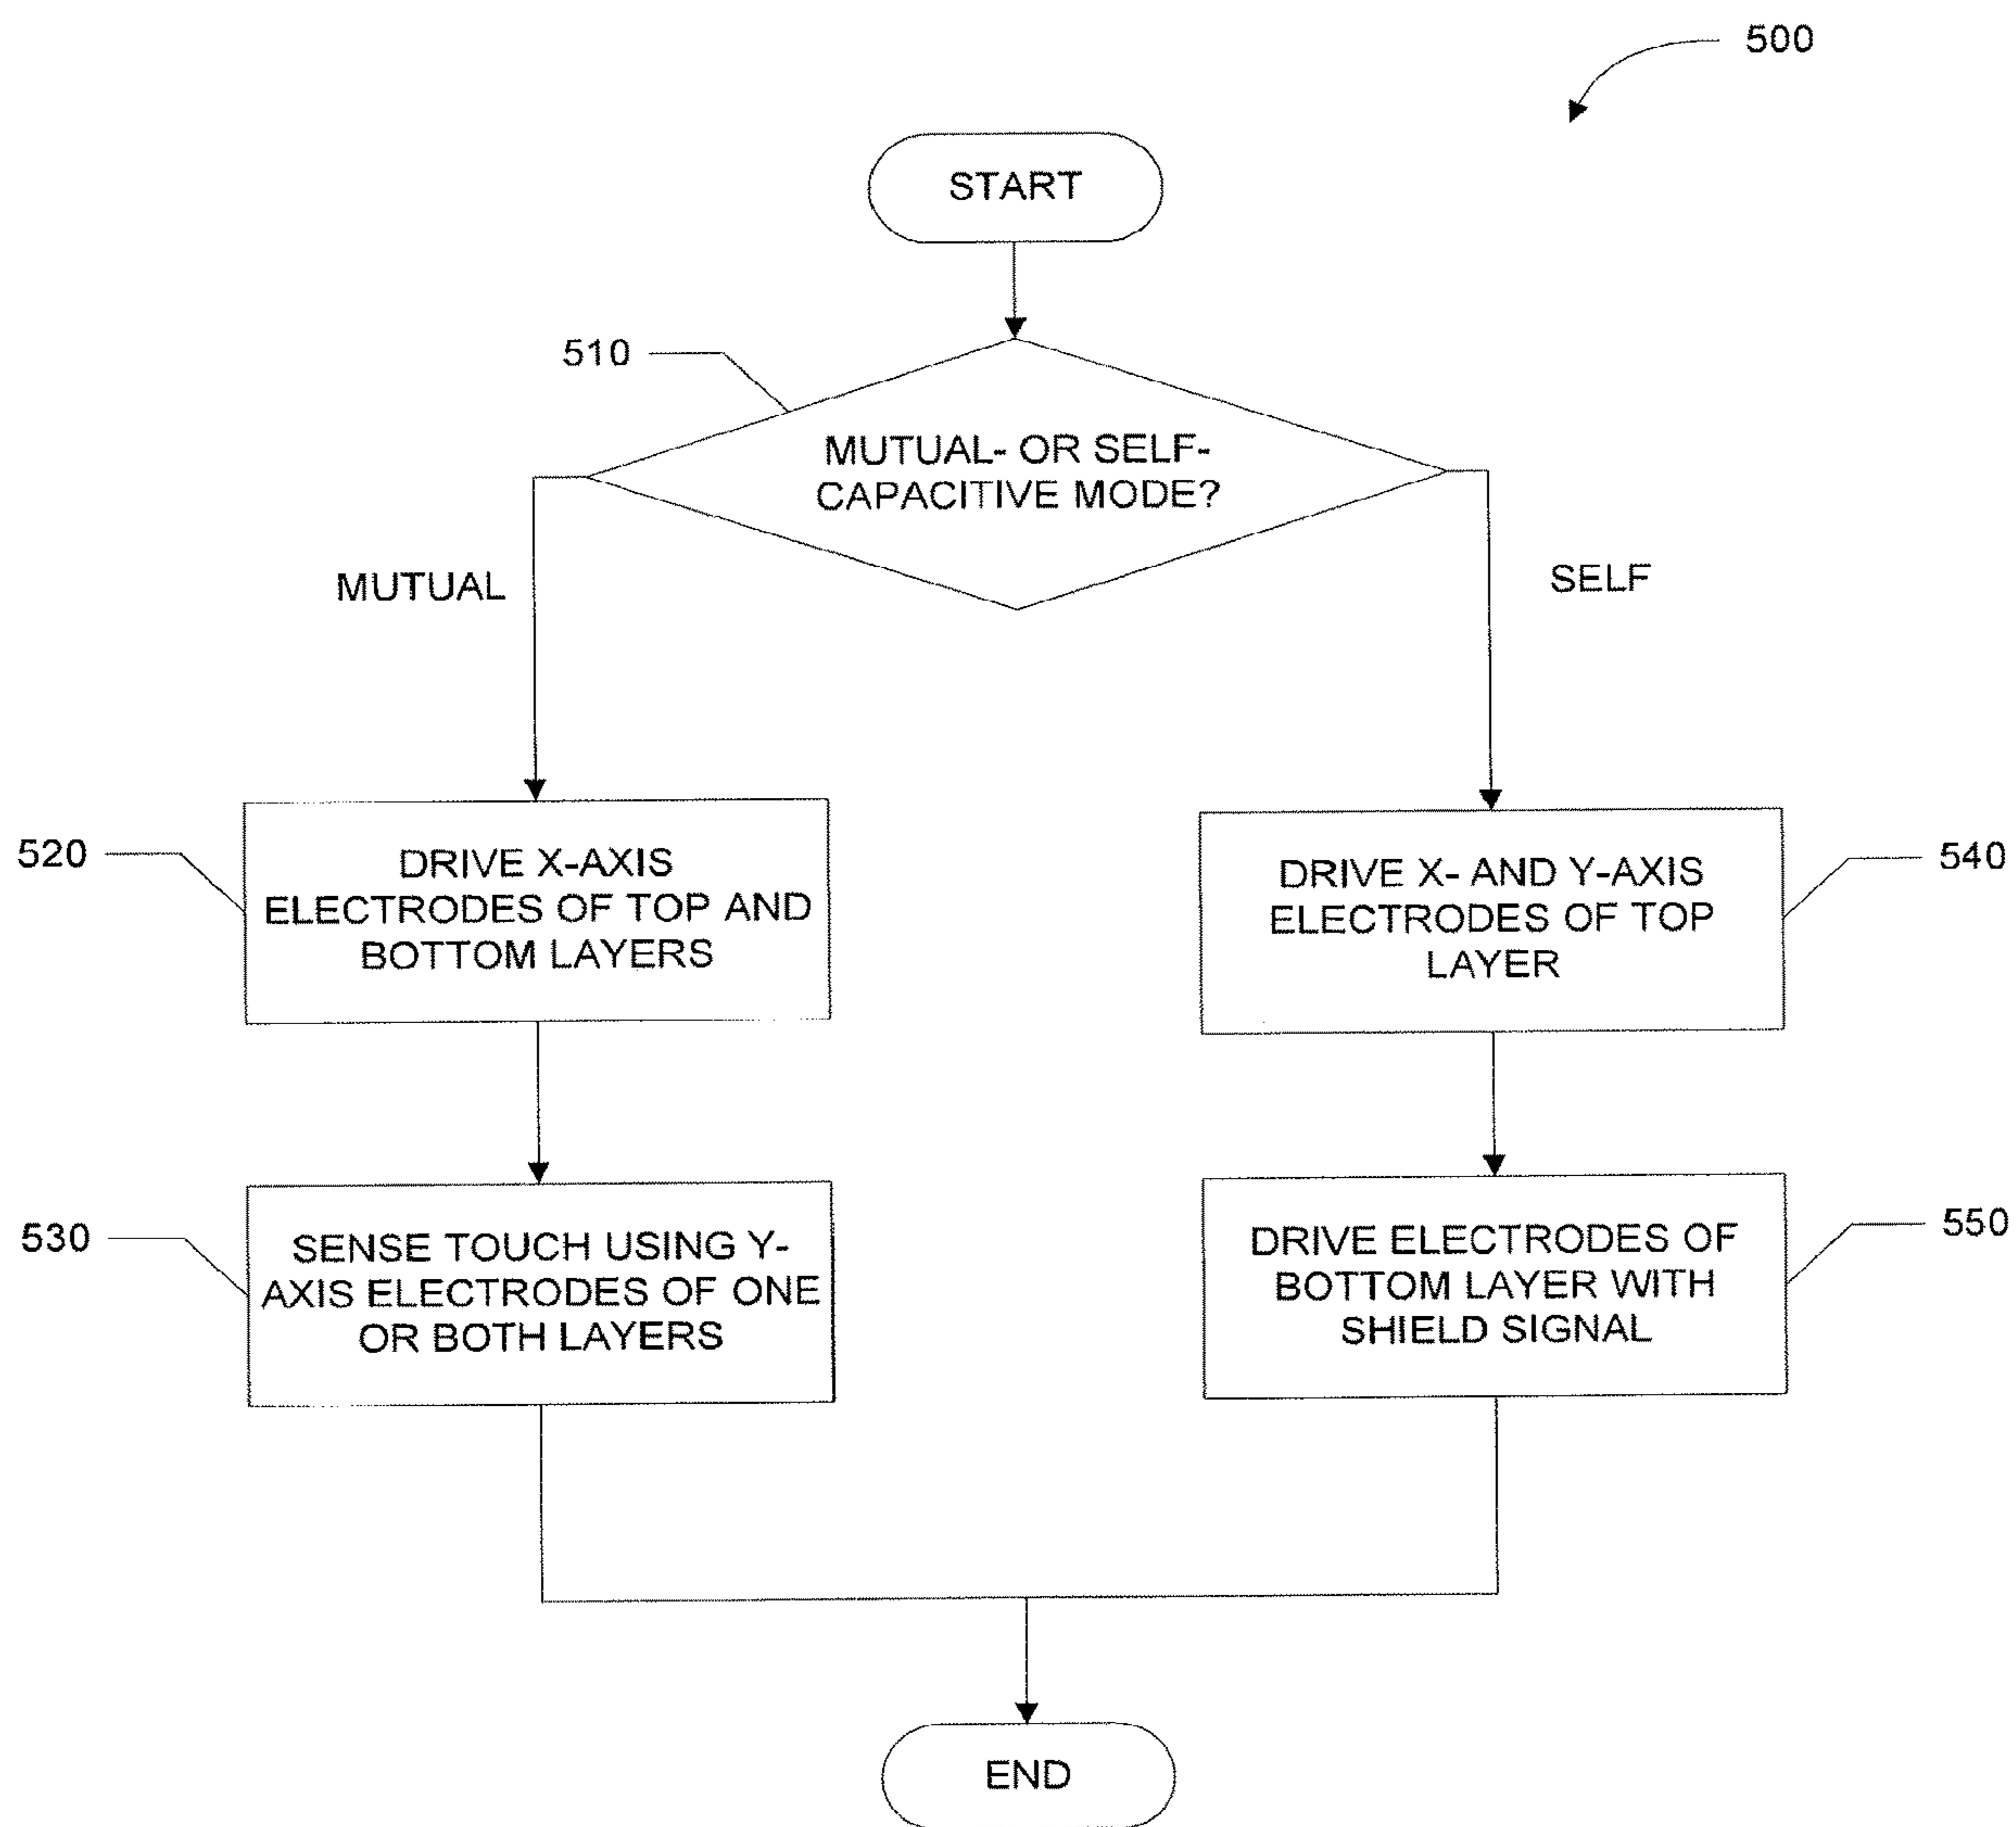 500
START
510
MUTUAL- OR SELF-
CAPACITIVE MODE?
MUTUAL
SELF
520
DRIVE X-AXIS
ELECTRODES OF TOP AND
BOTTOM LAYERS
DRIVE X- AND Y-AXIS
ELECTRODES OF TOP
LAYER
540
530
SENSE TOUCH USING Y-
AXIS ELECTRODES OF ONE
OR BOTH LAYERS
DRIVE ELECTRODES OF
BOTTOM LAYER WITH
SHIELD SIGNAL
550
END